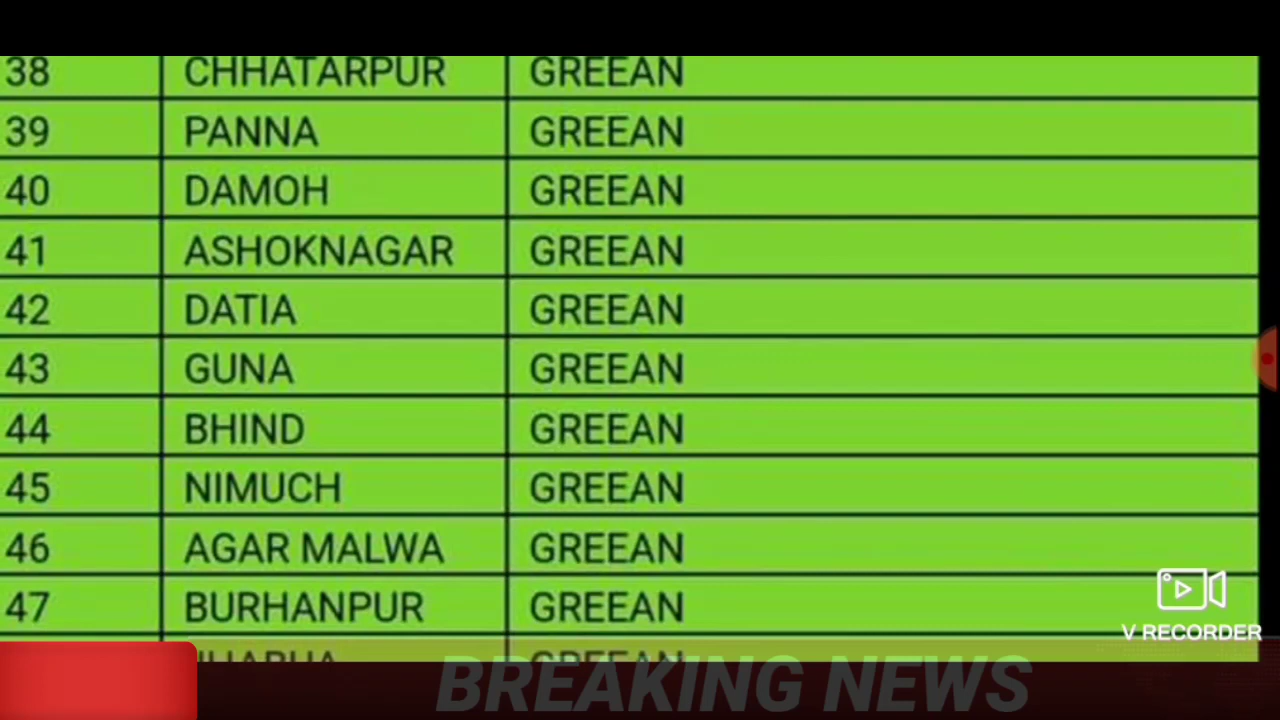 38 CHHATARPUR GREEAN
39 PANNA GREEAN
40 DAMOH GREEAN
41 ASHOKNAGAR GREEAN
42 DATIA GREEAN
43 GUNA GREEAN
44 BHIND GREEAN
45 NIMUCH GREEAN
46 AGAR MALWA GREEAN
47 BURHANPUR GREEAN
V RECORDER
GREEAN
BREAKING NEWS